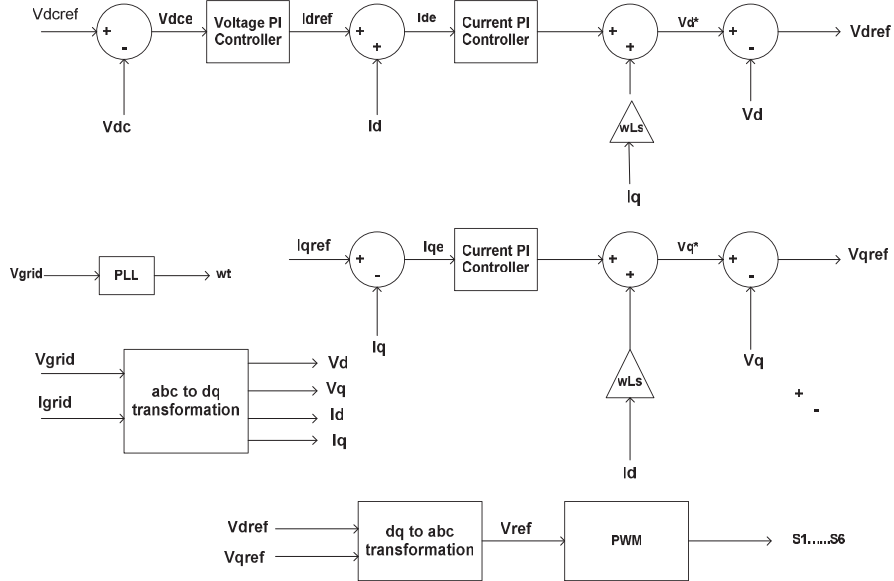 Vdcref
+
-
Vdce
Voltage PI
Controller
Idref
+
+
Ide
Current PI
Controller
+
+
Vd*
+
-
Vdref
Vdc
Id
wLs
Vd
Iq
Iqref
+
-
Iqe
Current PI
Controller
+
+
Vq*
+
-
Vqref
Vgrid
PLL
wt
Iq
Vq
Vgrid
Igrid
abc to dq
transformation
Vd
Vq
Id
Iq
wLs
+
-
Id
Vdref
Vqref
dq to abc
transformation
Vref
PWM
S1......S6